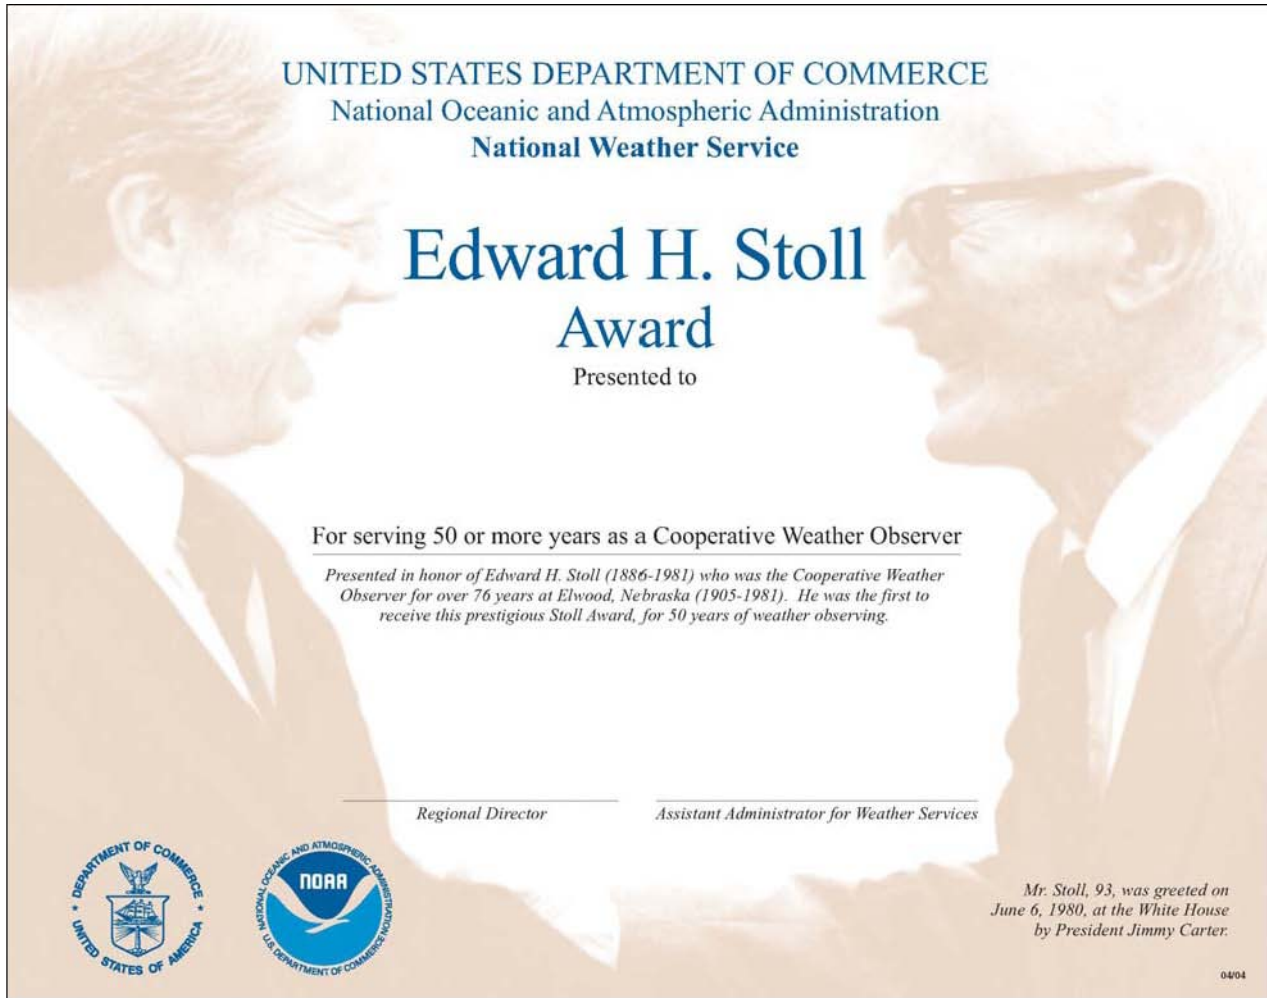 UNITED STATES DEPARTMENT OF COMMERCE
National Oceanic and Atmospheric Administration
National Weather Service
Edward H. Stoll
Award
Presented to
For serving 50 or more years as a Cooperative Weather Observer
Presented in honor of Edward H. Stoll (1886-1981) who was the Cooperative Weather
Observer for over 76 years at Elwood, Nebraska (1905-1981). He was the first to
receive this prestigious Stoll Award, for 50 years of weather observing.
Regional Director
Assistant Administrator for Weather Services
DEPARTMENT OF COMMERCE
UNITED STATES OF AMERICA
NATIONAL OCEANIC AND ATMOSPHERIC ADMINISTRATION
NOAA
U.S. DEPARTMENT OF COMMERCE
Mr. Stoll, 93, was greeted on
June 6, 1980, at the White House
by President Jimmy Carter.
04/04